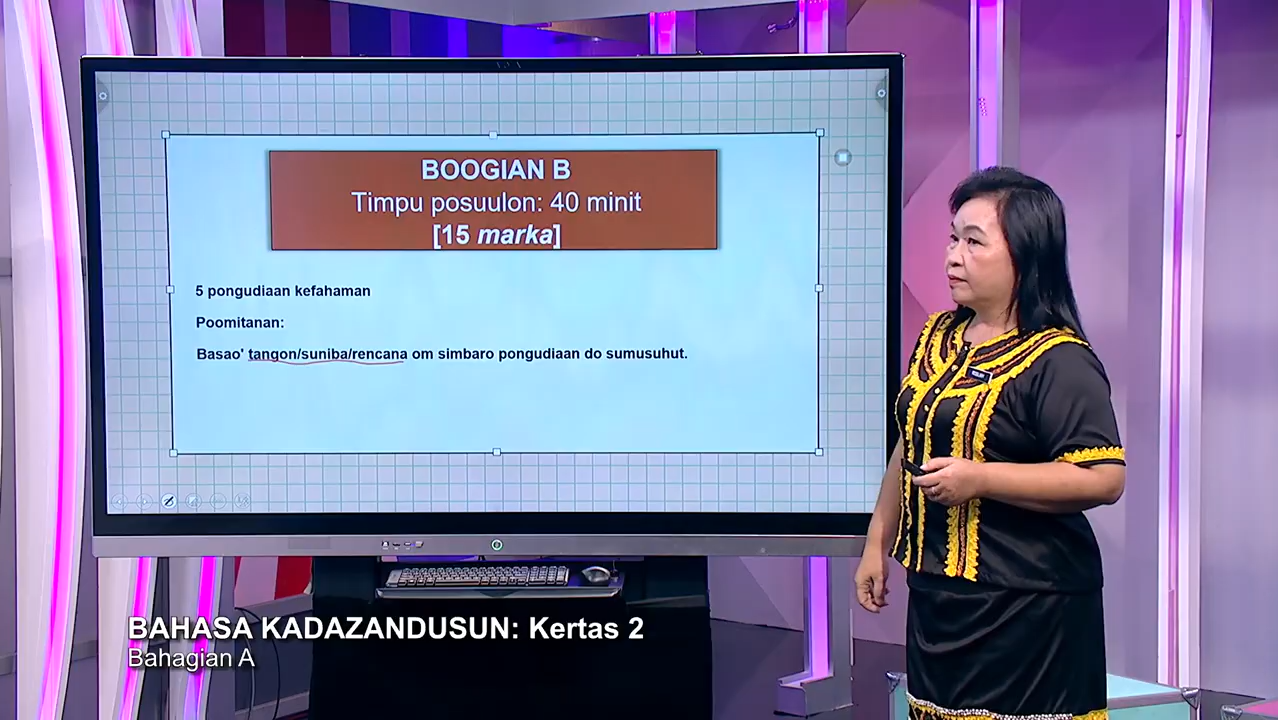 BOOGIAN B
Timpu posuulon: 40 minit
[15 marka]
5 pongudiaan kefahaman
Poomitanan:
Basao' tangon/suniba/rencana om simbaro pongudiaan do sumusuhut.
BAHASA KADAZANDUSUN: Kertas 2
Bahagian A